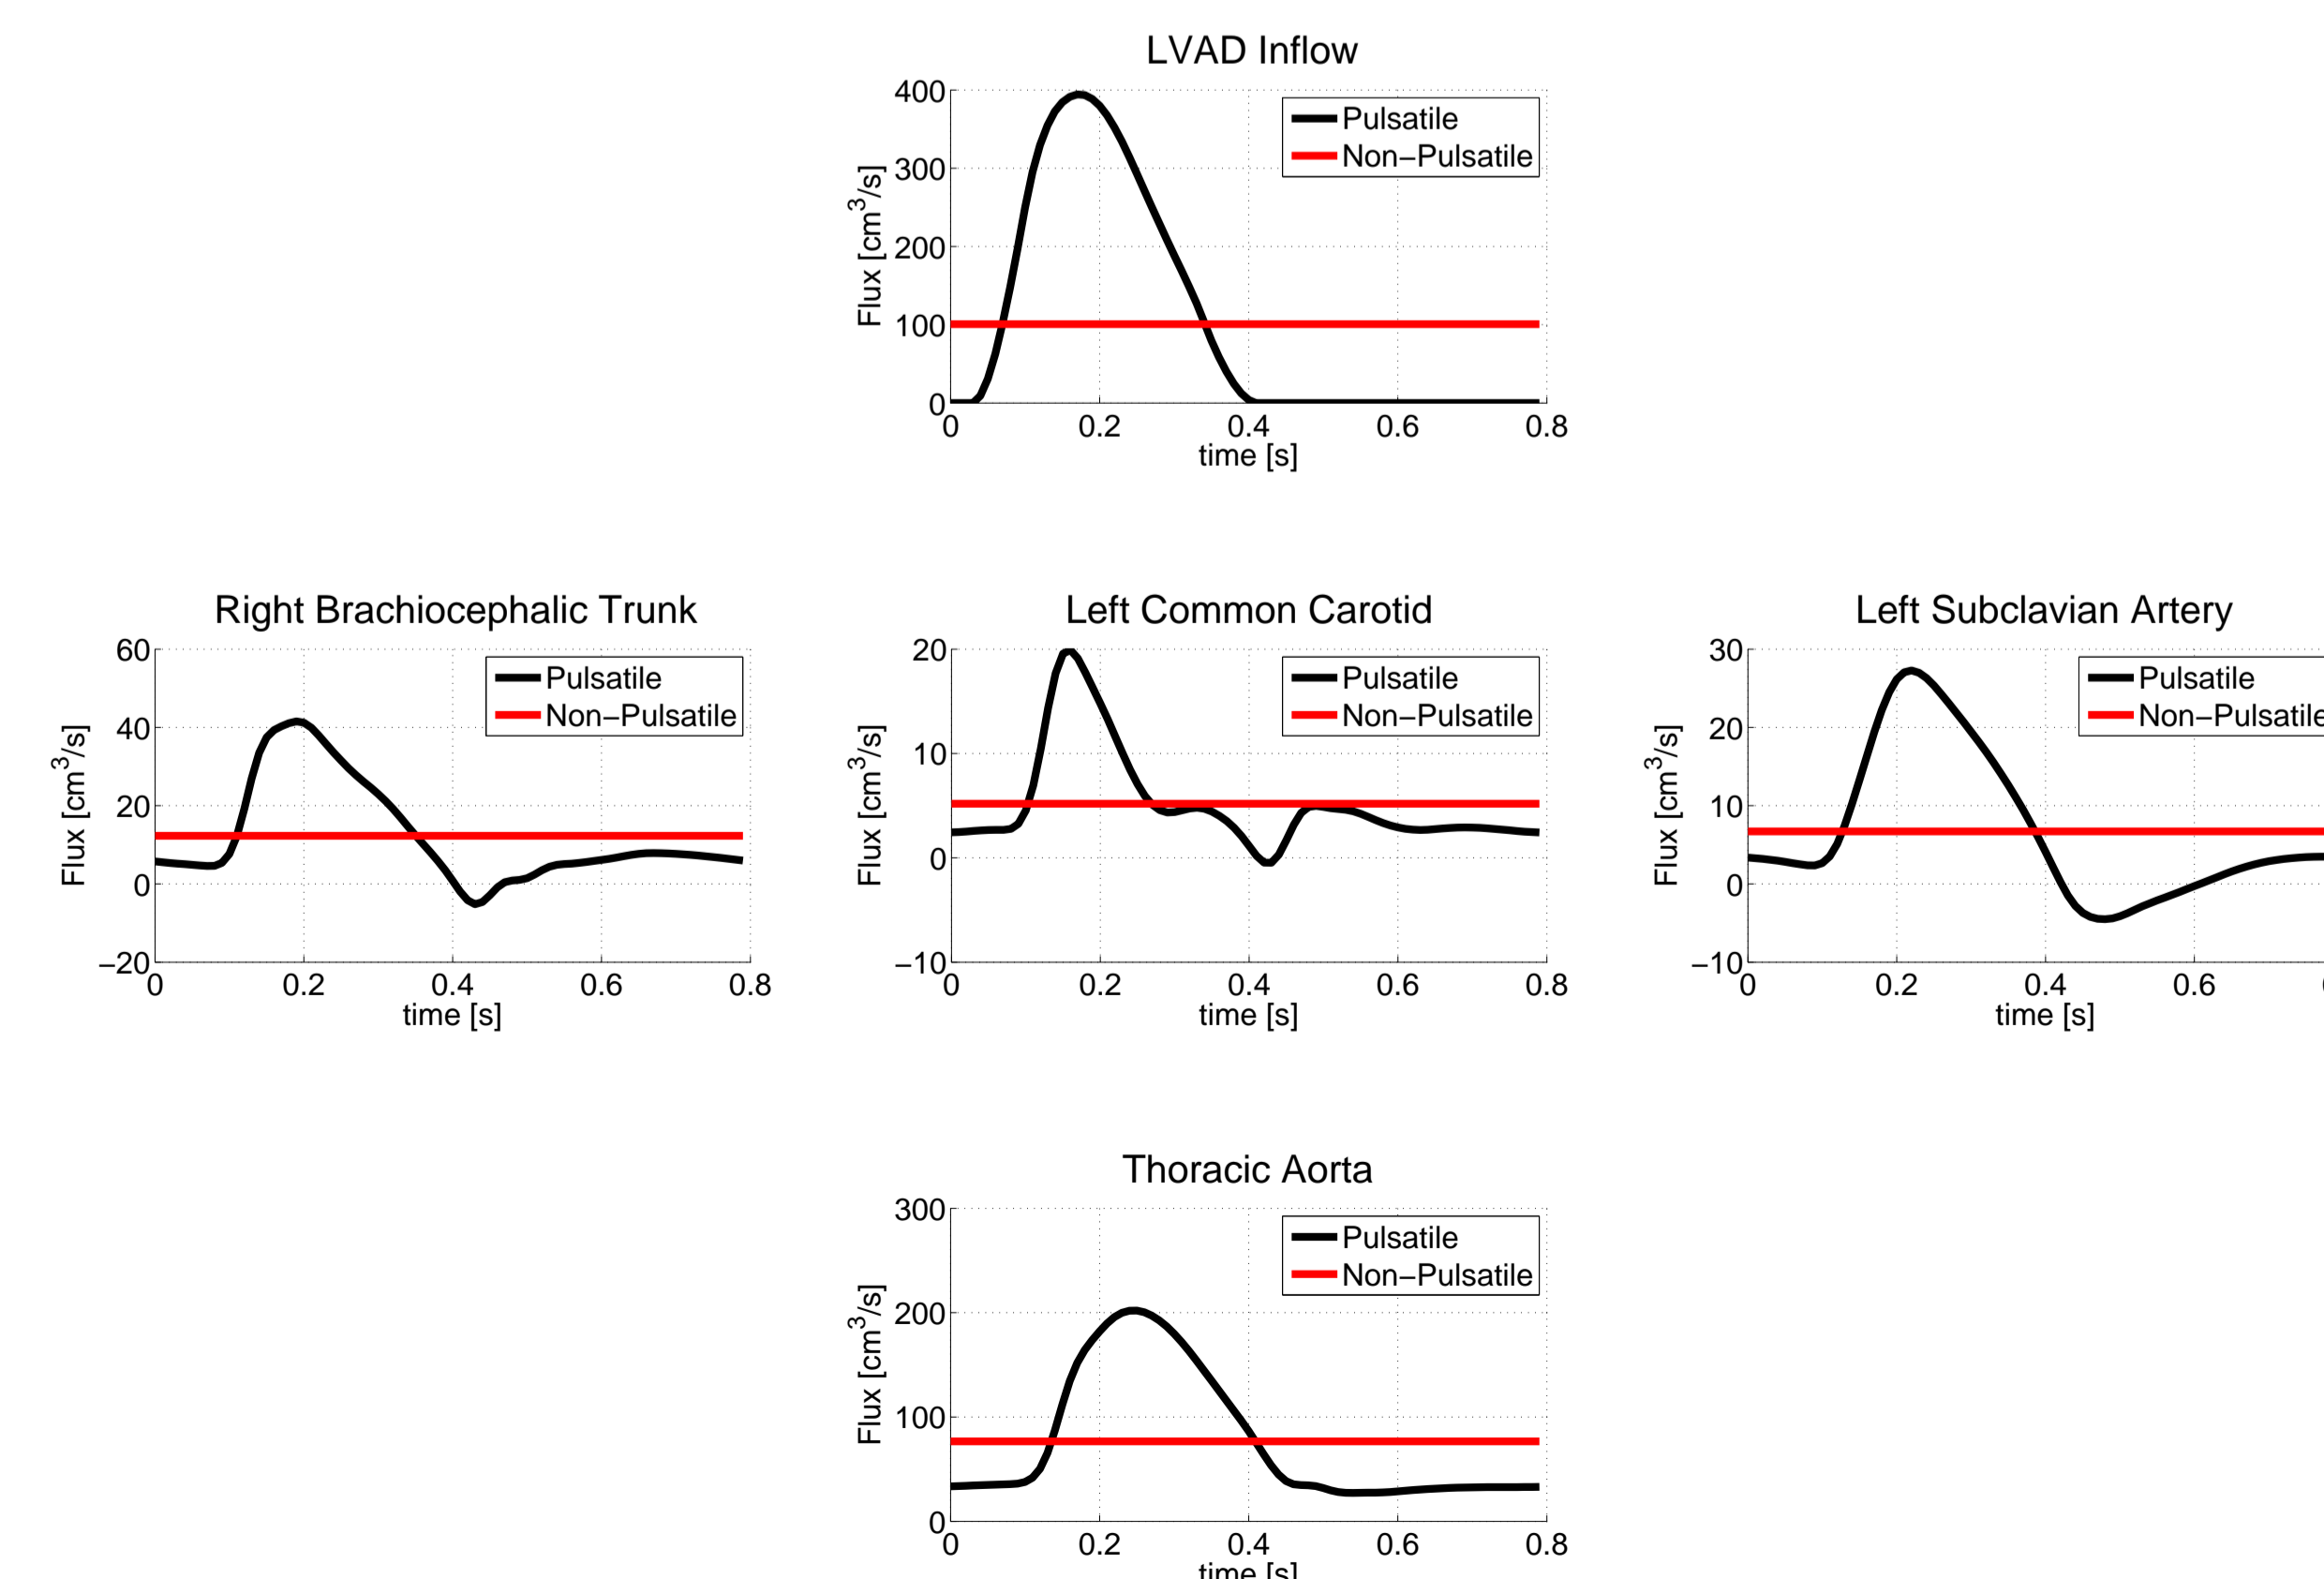 LVAD Inflow
400
300
200
100
0
Flux [cm³/s]
Pulsatile
Non−Pulsatile
0 0.2 0.4 0.6 0.8
time [s]
Right Brachiocephalic Trunk
60
40
20
0
−20
Flux [cm³/s]
Pulsatile
Non−Pulsatile
0 0.2 0.4 0.6 0.8
time [s]
Left Common Carotid
20
10
0
−10
Flux [cm³/s]
Pulsatile
Non−Pulsatile
0 0.2 0.4 0.6 0.8
time [s]
Left Subclavian Artery
30
20
10
0
−10
Flux [cm³/s]
Pulsatile
Non−Pulsatile
0 0.2 0.4 0.6
time [s]
Thoracic Aorta
300
200
100
0
Flux [cm³/s]
Pulsatile
Non−Pulsatile
0 0.2 0.4 0.6 0.8
time [s]